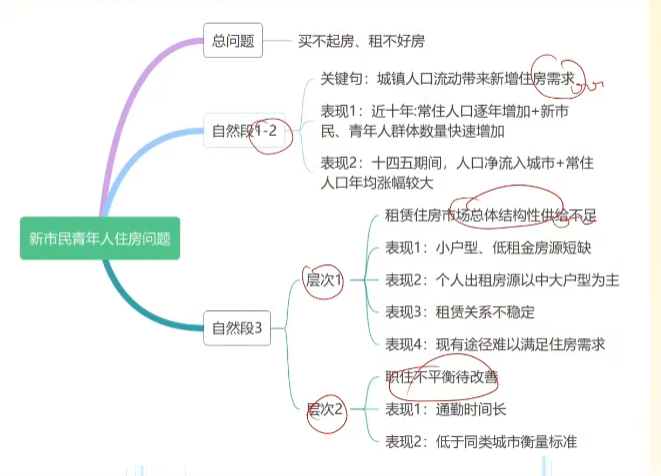 总问题
买不起房、租不好房
关键句：城镇人口流动带来新增住房需求
自然段1-2
表现1：近十年:常住人口逐年增加+新市
民、青年人群体数量快速增加
表现2：十四五期间，人口净流入城市+常住
人口年均涨幅较大
新市民青年人住房问题
自然段3
层次1
租赁住房市场总体结构性供给不足
表现1：小户型、低租金房源短缺
表现2：个人出租房源以中大户型为主
表现3：租赁关系不稳定
表现4：现有途径难以满足住房需求
层次2
职住不平衡待改善
表现1：通勤时间长
表现2：低于同类城市衡量标准